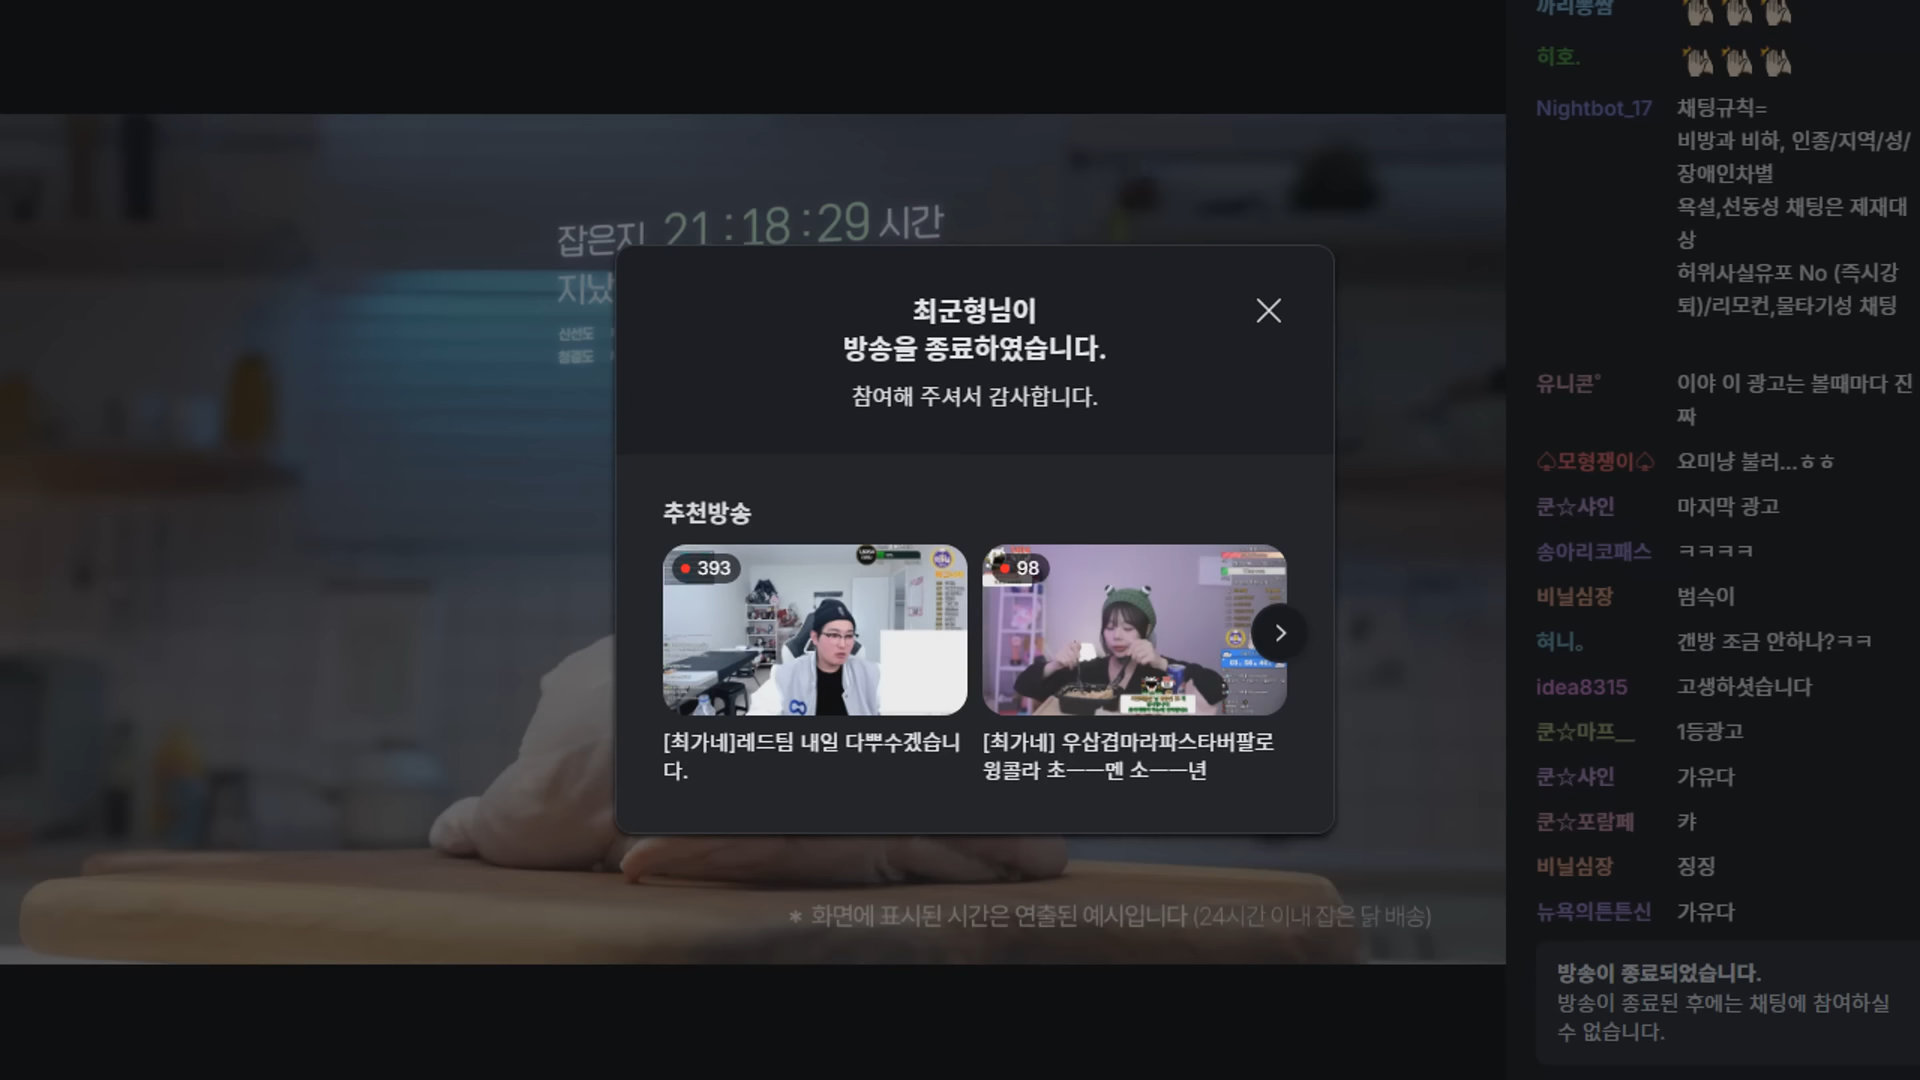 잡은지 21:18:29 시간
지났
신선도
청결도
최군형님이
방송을 종료하였습니다.
참여해 주셔서 감사합니다.
추천방송
393
98
[최가네]레드팀 내일 다뿌수겠습니
다.
[최가네] 우삽겹마라파스타버팔로
윙콜라 초ㅡㅡ멘 소ㅡㅡ년
* 화면에 표시된 시간은 연출된 예시입니다 (24시간 이내 잡은 닭 배송)
까리뽕쌈
히호.
Nightbot_17 채팅규칙=
비방과 비하, 인종/지역/성/
장애인차별
욕설,선동성 채팅은 제재대
상
허위사실유포 No (즉시강
퇴)/리모컨,물타기성 채팅
유니콘° 이야 이 광고는 볼때마다 진
짜
♤모형쟁이♤ 요미냥 불러...ㅎㅎ
쿤☆샤인 마지막 광고
송아리코패스 ㅋㅋㅋㅋ
비닐심장 범슥이
혀니。 갠방 조금 안하나?ㅋㅋ
idea8315 고생하셧습니다
쿤☆마프__ 1등광고
쿤☆샤인 가유다
쿤☆포람페 캬
비닐심장 징징
뉴욕의튼튼신 가유다
방송이 종료되었습니다.
방송이 종료된 후에는 채팅에 참여하실
수 없습니다.